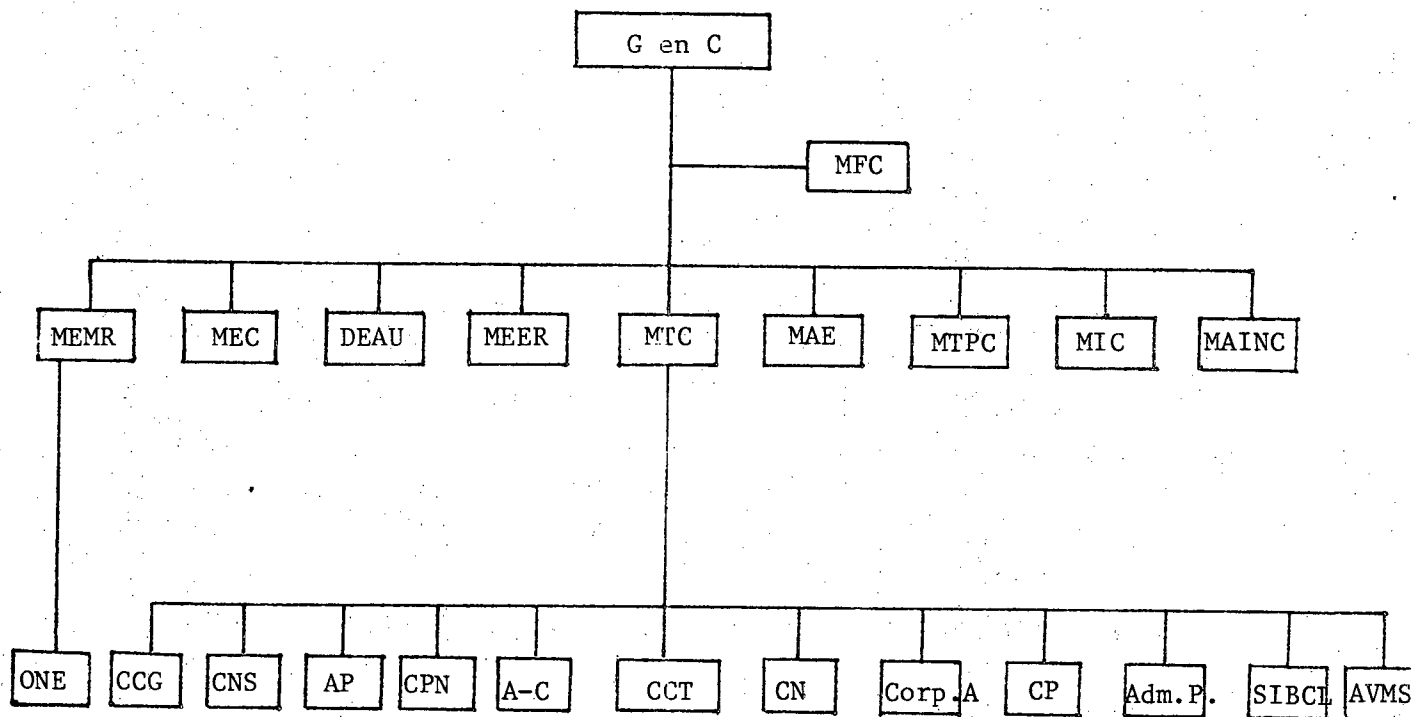 G en C
MFC
MEMR MEC DEAU MEER MTC MAE MTPC MIC MAINC
ONE CCG CNS AP CPN A-C CCT CN Corp.A CP Adm.P. SIBCL AVMS